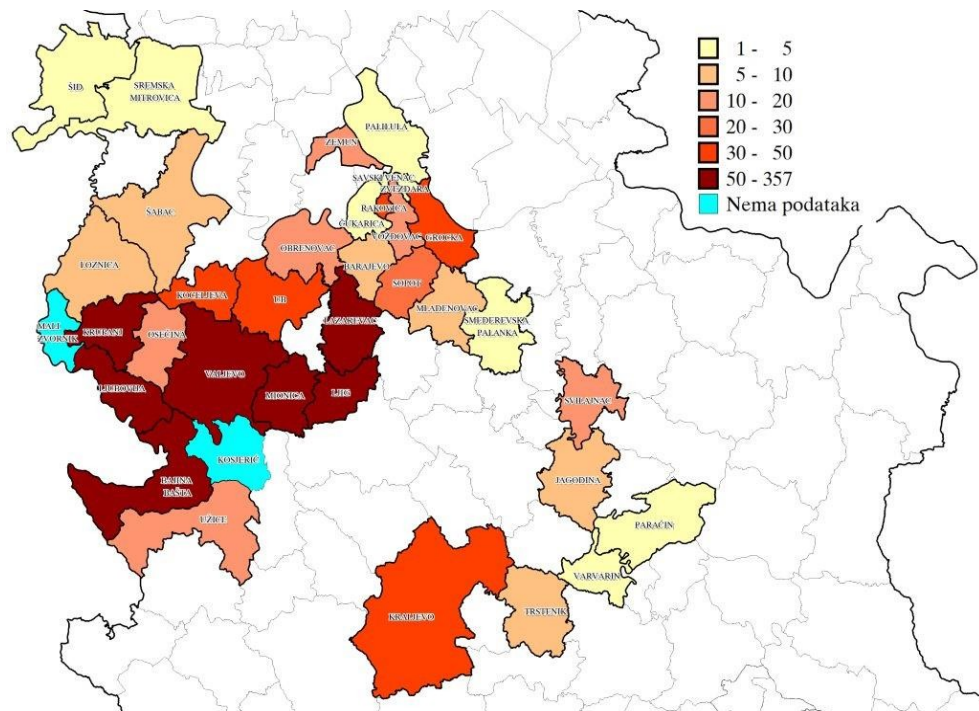 1 - 5
5 - 10
10 - 20
20 - 30
30 - 50
50 - 357
Nema podataka
ŠID
SREMSKA
MITROVICA
PALILULA
ZEMUN
SAVSKI VENAC
ZVEZDARA
RAKOVICA
ČUKARICA
VOŽDOVAC
GROCKA
ŠABAC
OBRENOVAC
BARAJEVO
SOPOT
LOZNICA
KOCELJEVA
UB
MLADENOVAC
SMEDEREVSKA
PALANKA
LAZAREVAC
MALI
ZVORNIK
KRUPANJ
OSEČINA
VALJEVO
LJUBOVIJA
MIONICA
LJIG
SVILAJNAC
KOSJERIĆ
JAGODINA
BAJINA
BAŠTA
UŽICE
PARAĆIN
VARVARIN
KRALJEVO
TRSTENIK